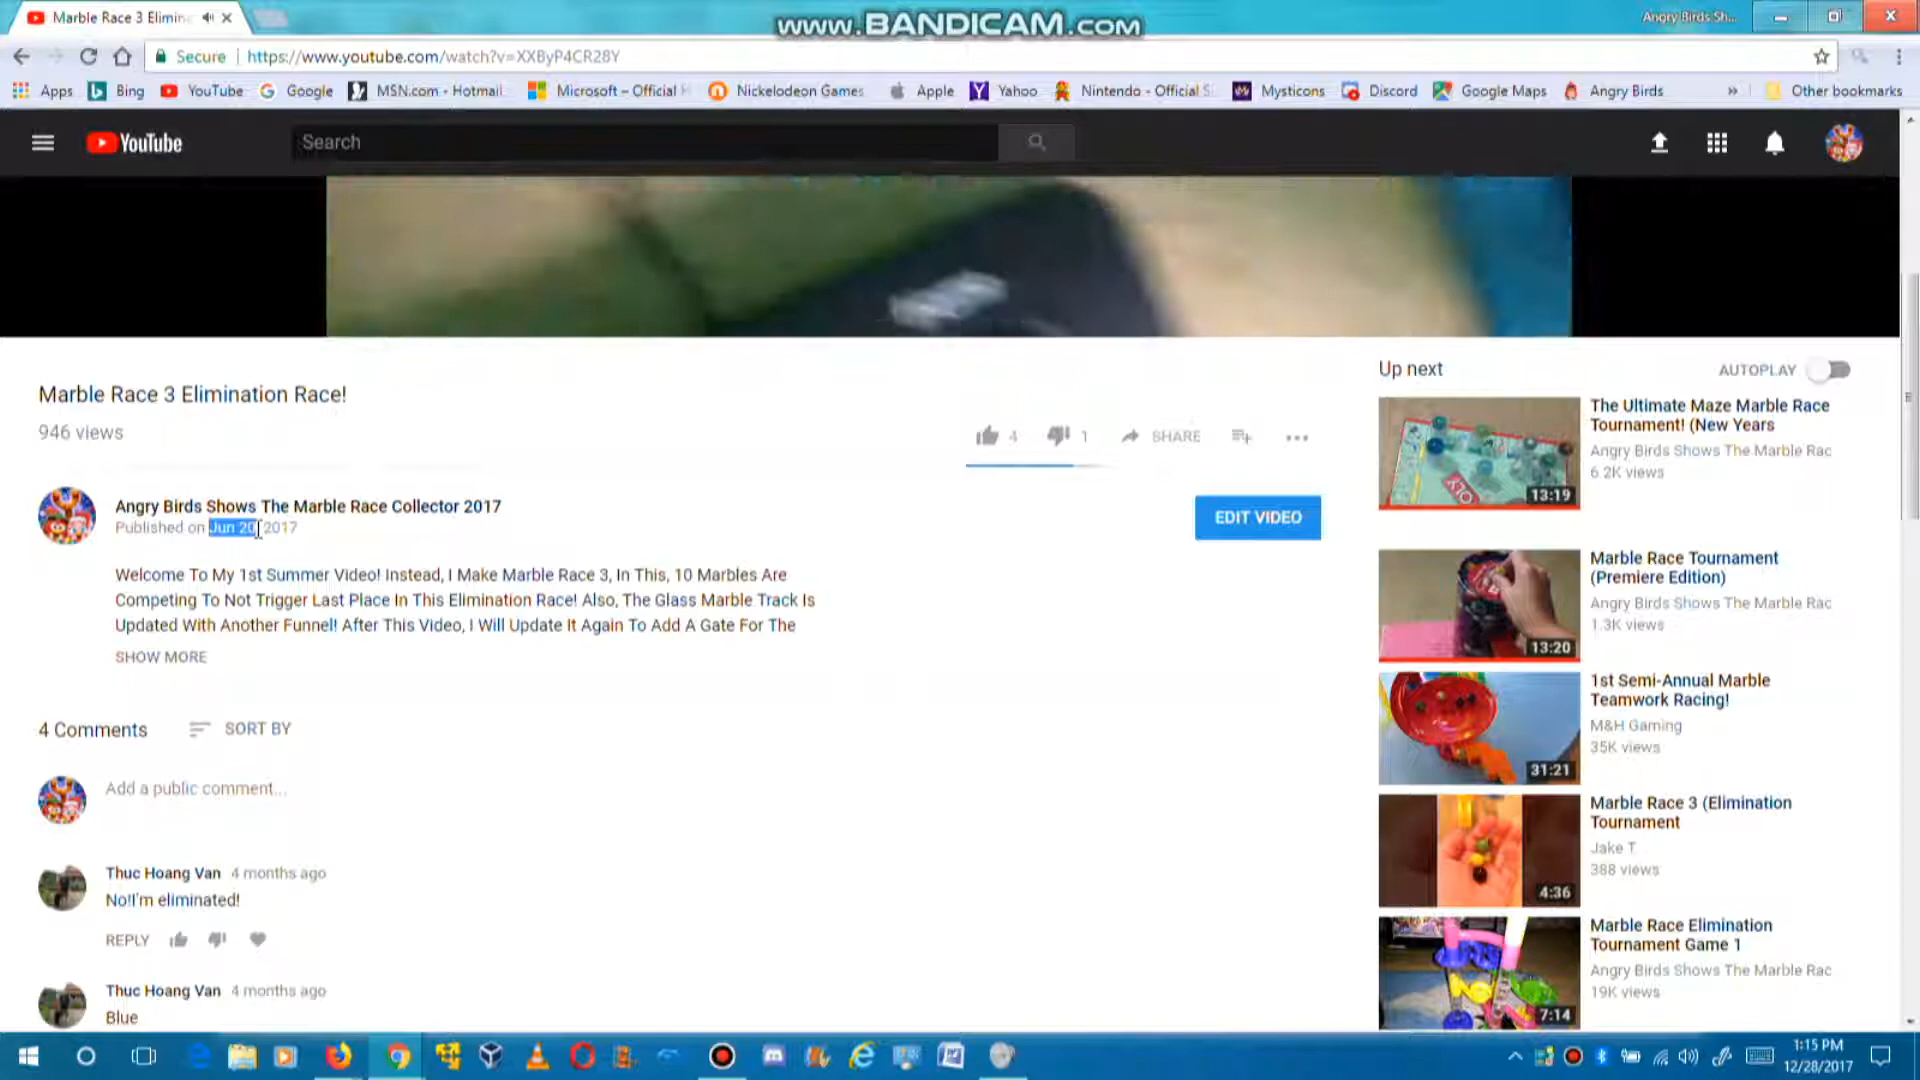 Marble Race 3 Elimin
www.BANDICAM.com
Angry Birds Sh...
Secure https://www.youtube.com/watch?v=XXByP4CR28Y
Apps Bing YouTube Google MSN.com - Hotmail Microsoft – Official H Nickelodeon Games Apple Yahoo Nintendo - Official S Mysticons Discord Google Maps Angry Birds » Other bookmarks
YouTube
Search
Marble Race 3 Elimination Race!
946 views
4 1 SHARE
Angry Birds Shows The Marble Race Collector 2017
Published on Jun 20, 2017
EDIT VIDEO
Welcome To My 1st Summer Video! Instead, I Make Marble Race 3, In This, 10 Marbles Are
Competing To Not Trigger Last Place In This Elimination Race! Also, The Glass Marble Track Is
Updated With Another Funnel! After This Video, I Will Update It Again To Add A Gate For The
SHOW MORE
4 Comments SORT BY
Add a public comment...
Thuc Hoang Van 4 months ago
No!I'm eliminated!
REPLY
Thuc Hoang Van 4 months ago
Blue
Up next AUTOPLAY
The Ultimate Maze Marble Race
Tournament! (New Years
Angry Birds Shows The Marble Rac
6.2K views
13:19
Marble Race Tournament
(Premiere Edition)
Angry Birds Shows The Marble Rac
1.3K views
13:20
1st Semi-Annual Marble
Teamwork Racing!
M&H Gaming
35K views
31:21
Marble Race 3 (Elimination
Tournament
Jake T
388 views
4:36
Marble Race Elimination
Tournament Game 1
Angry Birds Shows The Marble Rac
19K views
7:14
1:15 PM
12/28/2017